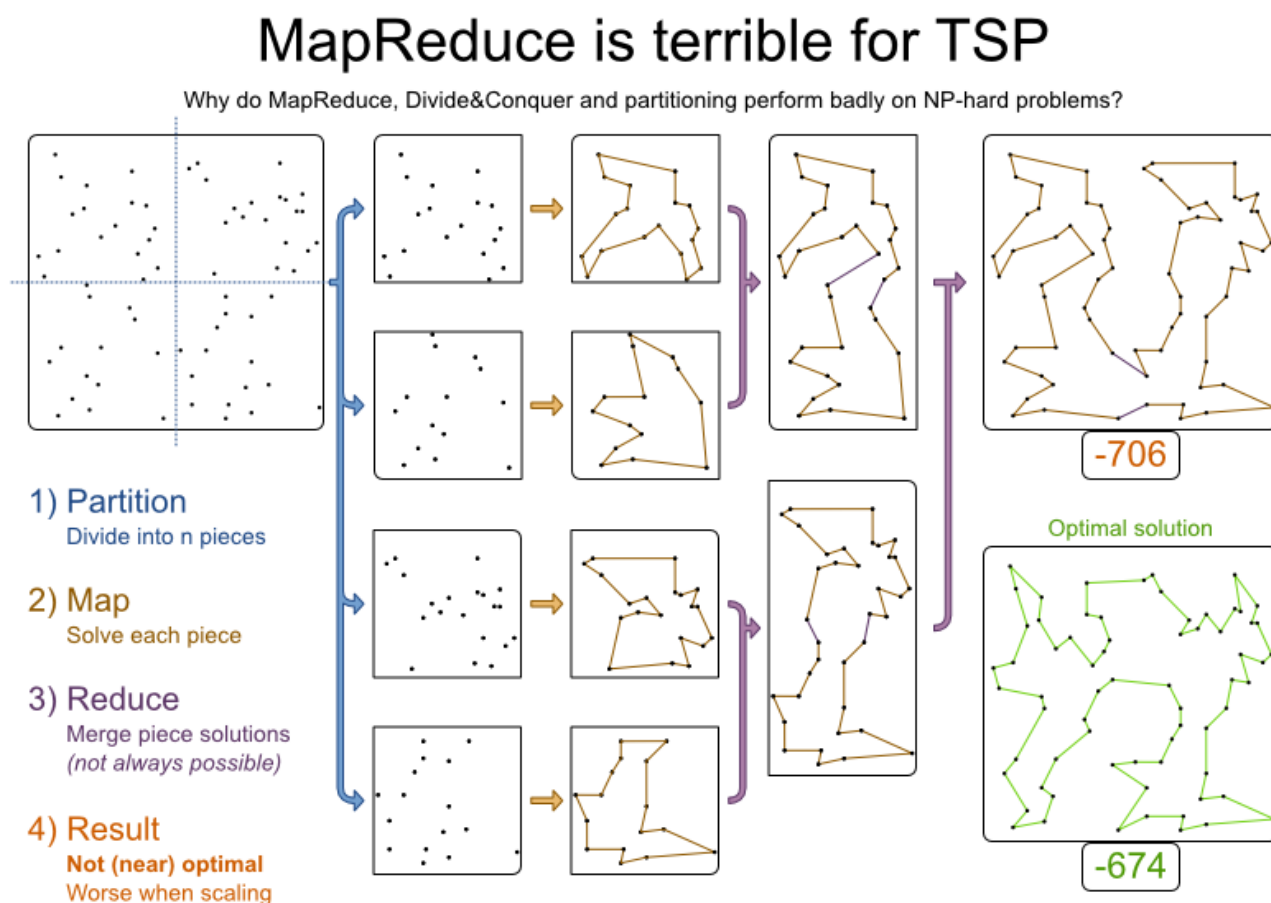 MapReduce is terrible for TSP
Why do MapReduce, Divide&Conquer and partitioning perform badly on NP-hard problems?
1) Partition
Divide into n pieces
2) Map
Solve each piece
3) Reduce
Merge piece solutions
(not always possible)
4) Result
Not (near) optimal
Worse when scaling
-706
Optimal solution
-674